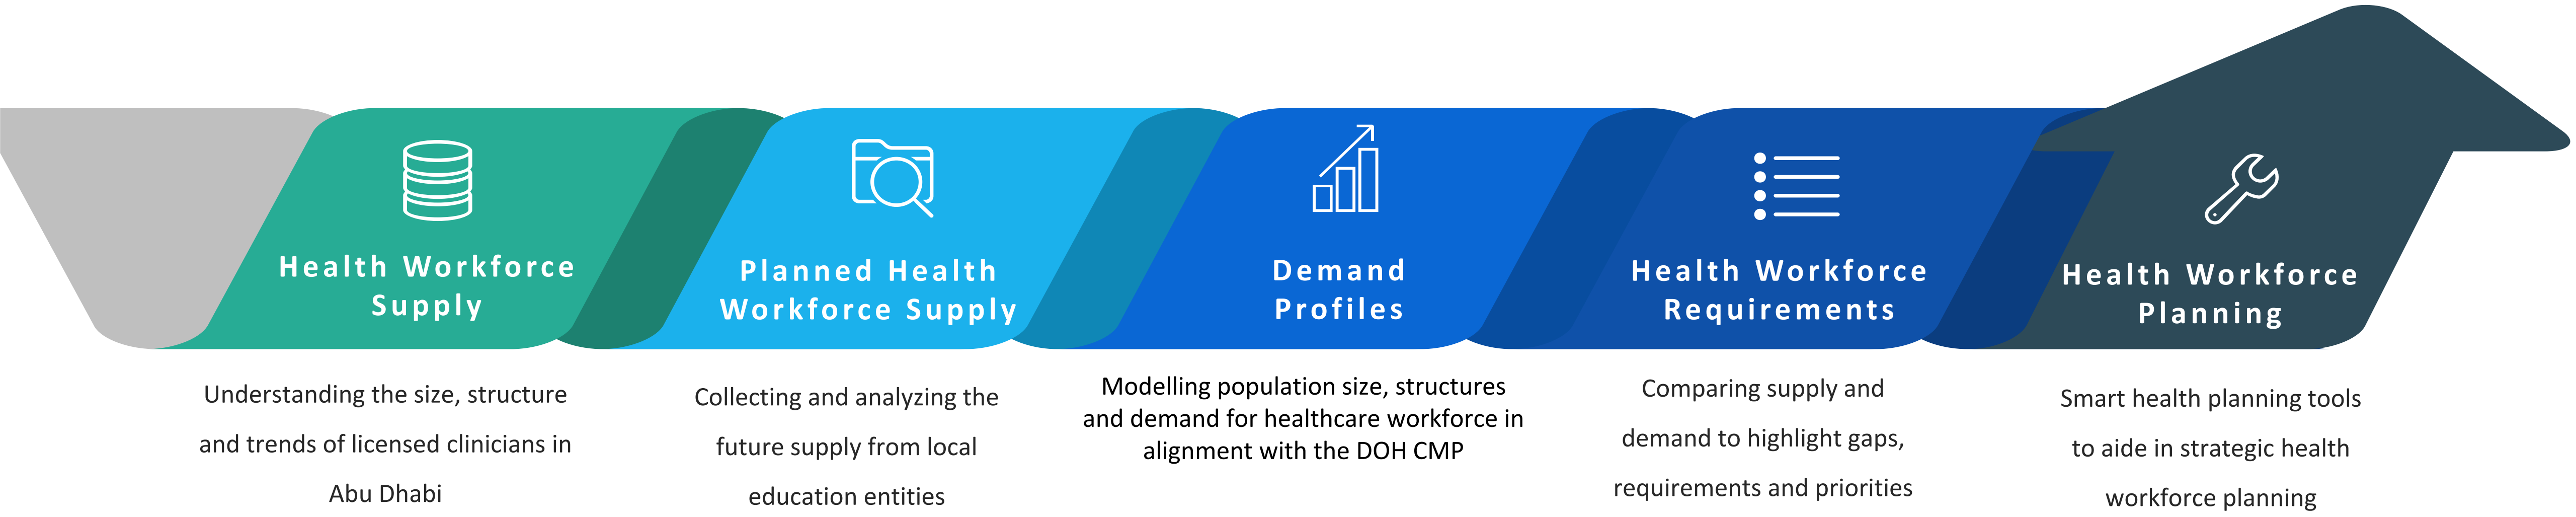 Health Workforce
Supply
Understanding the size, structure
and trends of licensed clinicians in
Abu Dhabi
Planned Health
Workforce Supply
Collecting and analyzing the
future supply from local
education entities
Demand
Profiles
Modelling population size, structures
and demand for healthcare workforce in
alignment with the DOH CMP
Health Workforce
Requirements
Comparing supply and
demand to highlight gaps,
requirements and priorities
Health Workforce
Planning
Smart health planning tools
to aide in strategic health
workforce planning